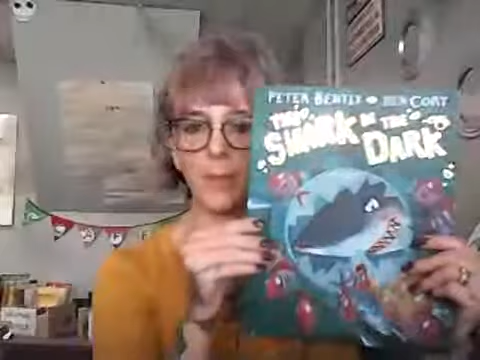 PETER BENTLY • BEN CORT
THE
SHARK IN THE
DARK